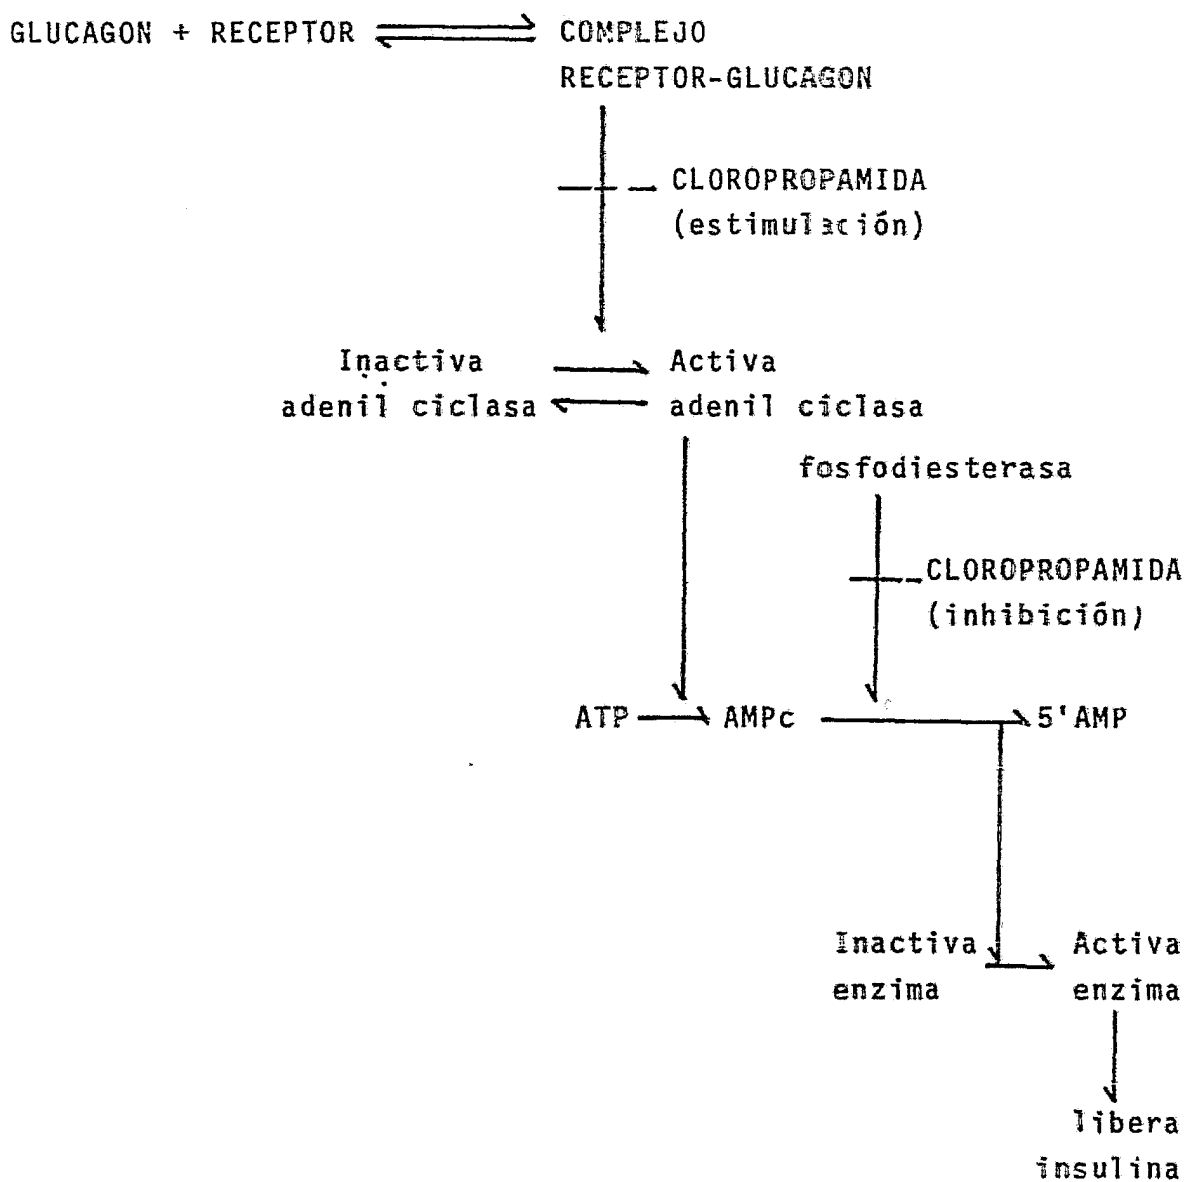 GLUCAGON + RECEPTOR
COMPLEJO
RECEPTOR-GLUCAGON
CLOROPROPAMIDA
(estimulación)
Inactiva
adenil ciclasa
Activa
adenil ciclasa
fosfodiesterasa
CLOROPROPAMIDA
(inhibición)
ATP
AMPc
5'AMP
Inactiva
enzima
Activa
enzima
libera
insulina